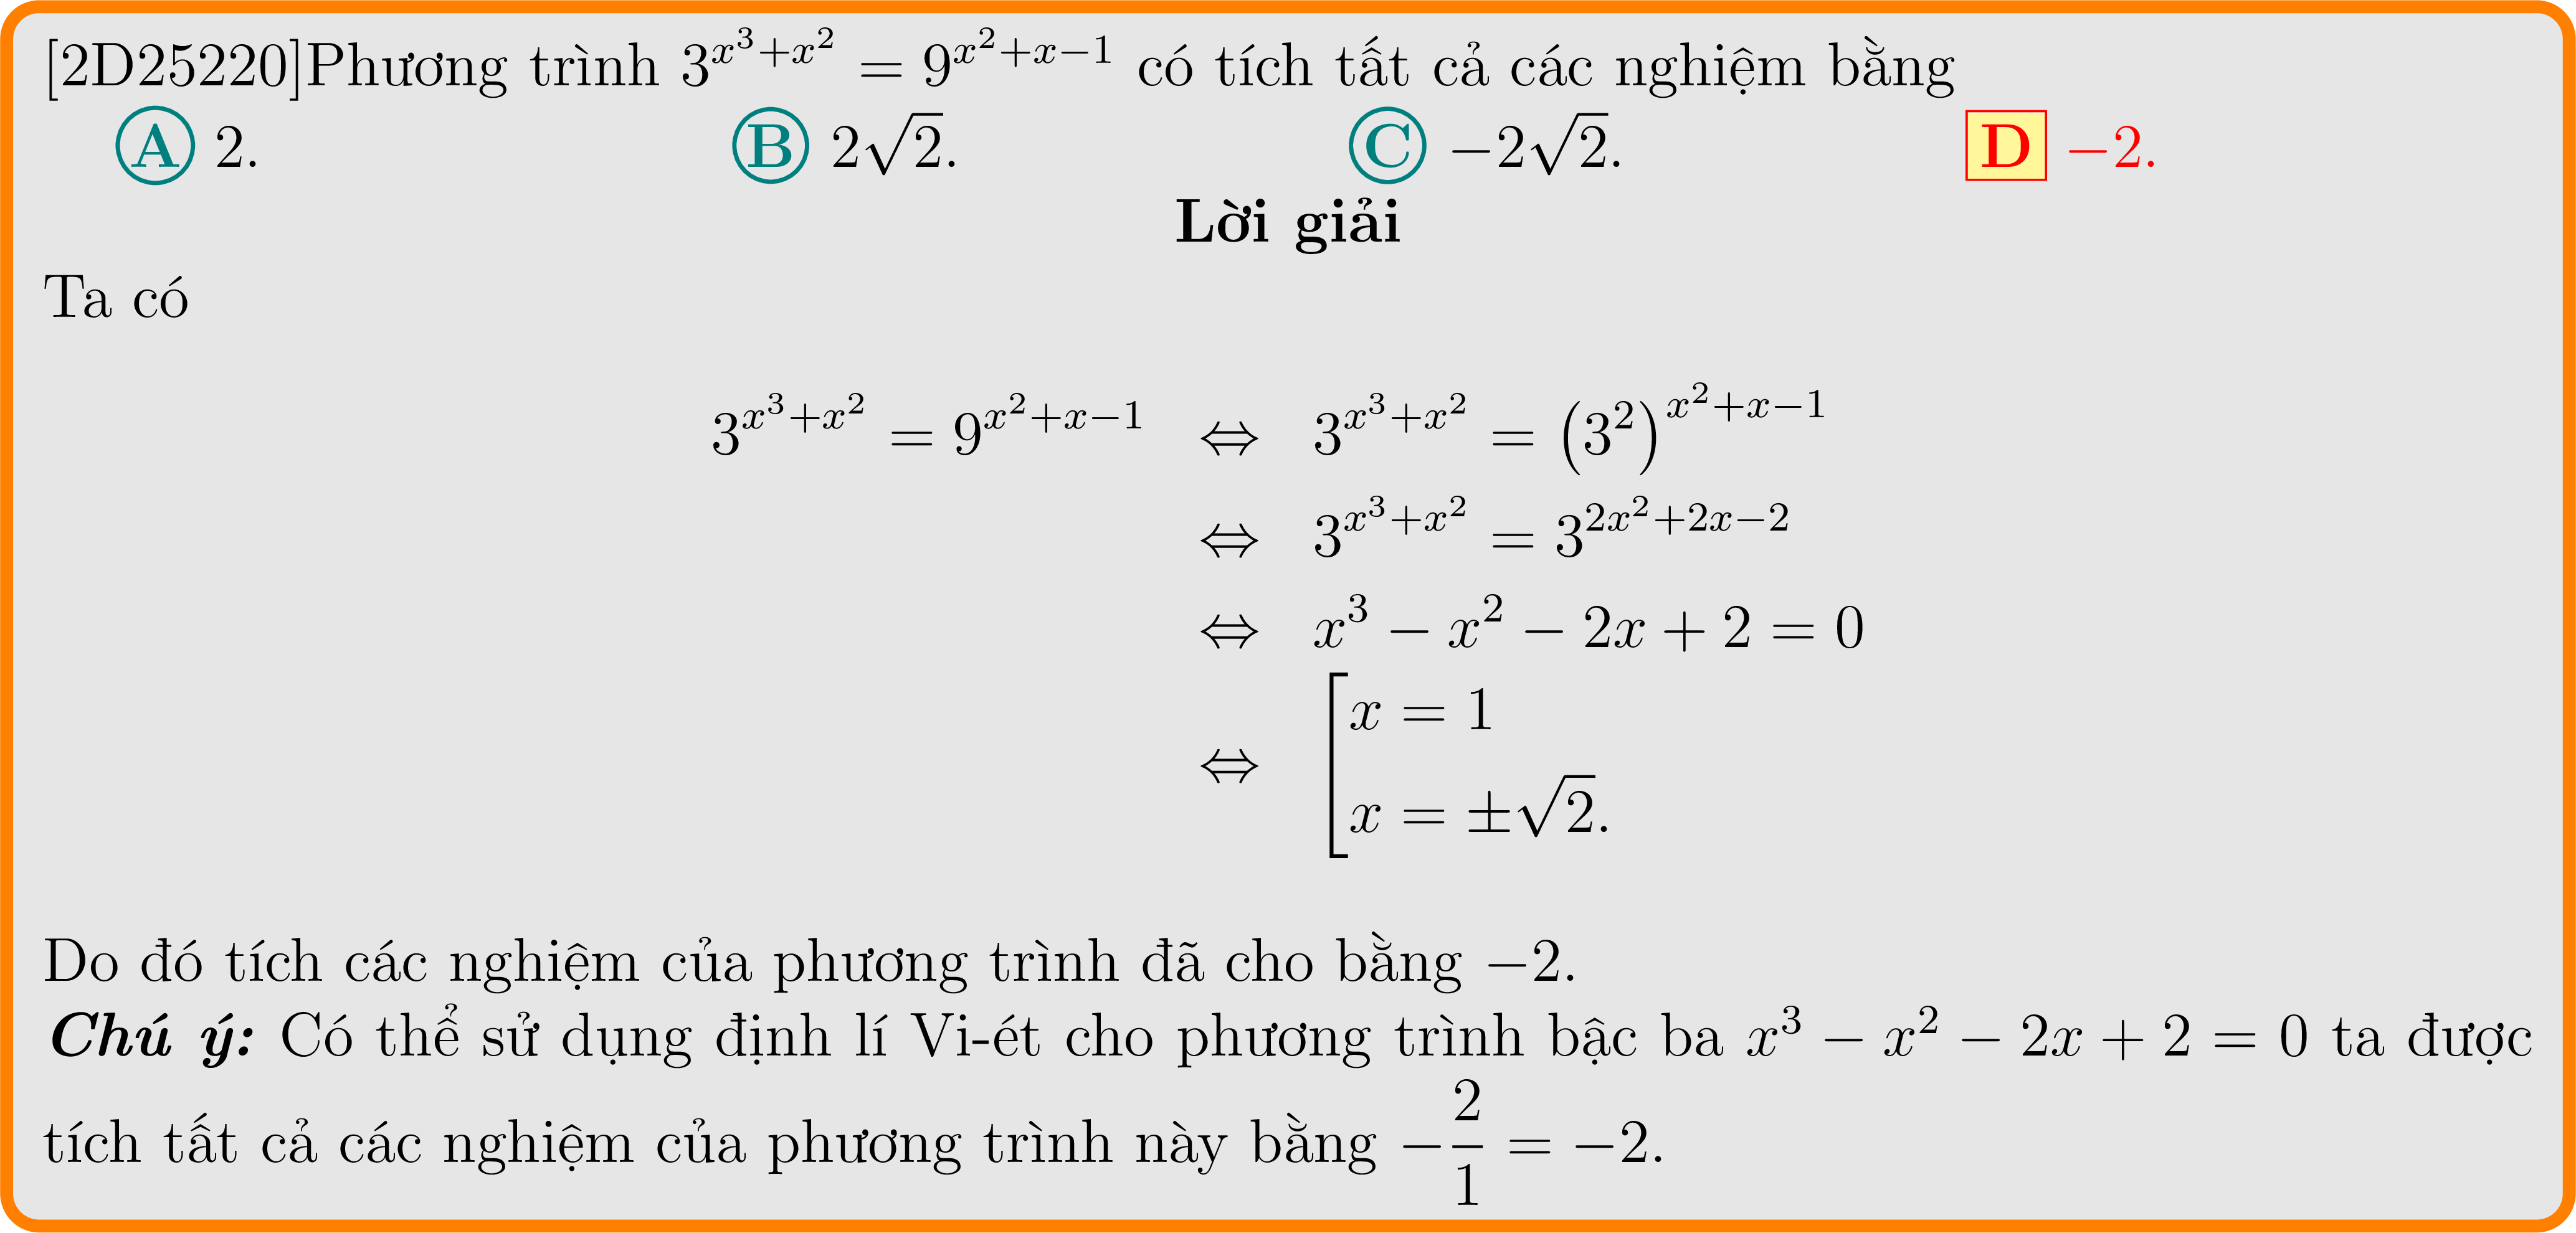 [2D25220]Phương trình $3^{x^3+x^2} = 9^{x^2+x-1}$ có tích tất cả các nghiệm bằng
Ⓐ 2. Ⓑ $2\sqrt{2}$. Ⓒ $-2\sqrt{2}$. D $-2$.
Lời giải
Ta có
$3^{x^3+x^2} = 9^{x^2+x-1} \Leftrightarrow 3^{x^3+x^2} = \left(3^2\right)^{x^2+x-1}$
$\Leftrightarrow 3^{x^3+x^2} = 3^{2x^2+2x-2}$
$\Leftrightarrow x^3 - x^2 - 2x + 2 = 0$
$\Leftrightarrow \left[\begin{array}{l} x = 1 \\ x = \pm\sqrt{2}. \end{array}\right.$
Do đó tích các nghiệm của phương trình đã cho bằng $-2$.
Chú ý: Có thể sử dụng định lí Vi-ét cho phương trình bậc ba $x^3 - x^2 - 2x + 2 = 0$ ta được
tích tất cả các nghiệm của phương trình này bằng $-\dfrac{2}{1} = -2$.